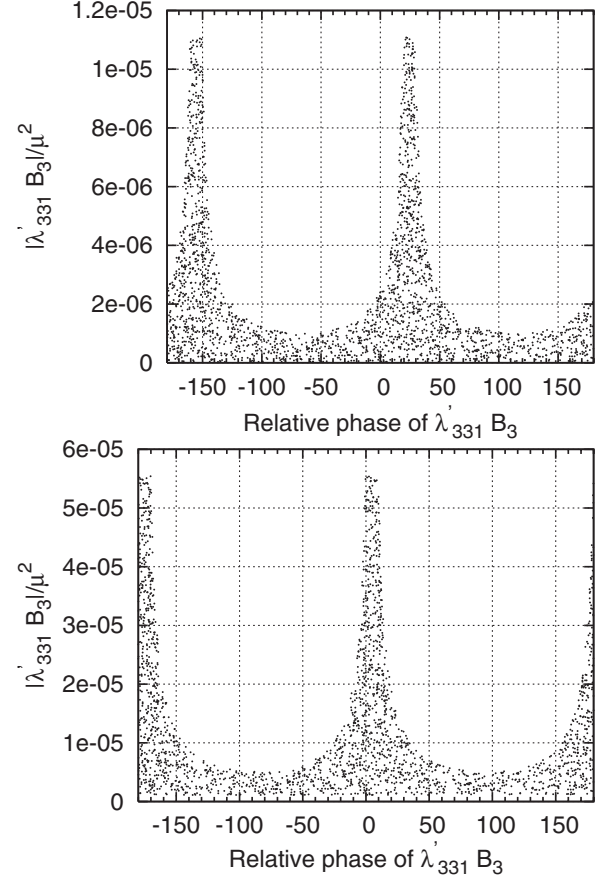 1.2e-05
1e-05
8e-06
6e-06
4e-06
2e-06
0
|λ'331 B3|/μ²
-150 -100 -50 0 50 100 150
Relative phase of λ'331 B3
6e-05
5e-05
4e-05
3e-05
2e-05
1e-05
0
|λ'331 B3|/μ²
-150 -100 -50 0 50 100 150
Relative phase of λ'331 B3